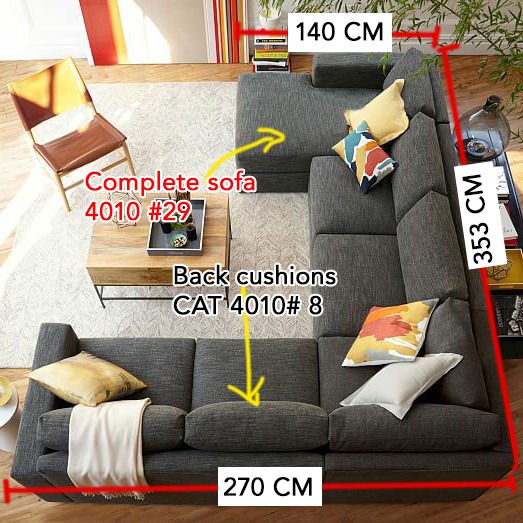 140 CM
353 CM
Complete sofa
4010 #29
Back cushions
CAT 4010# 8
270 CM